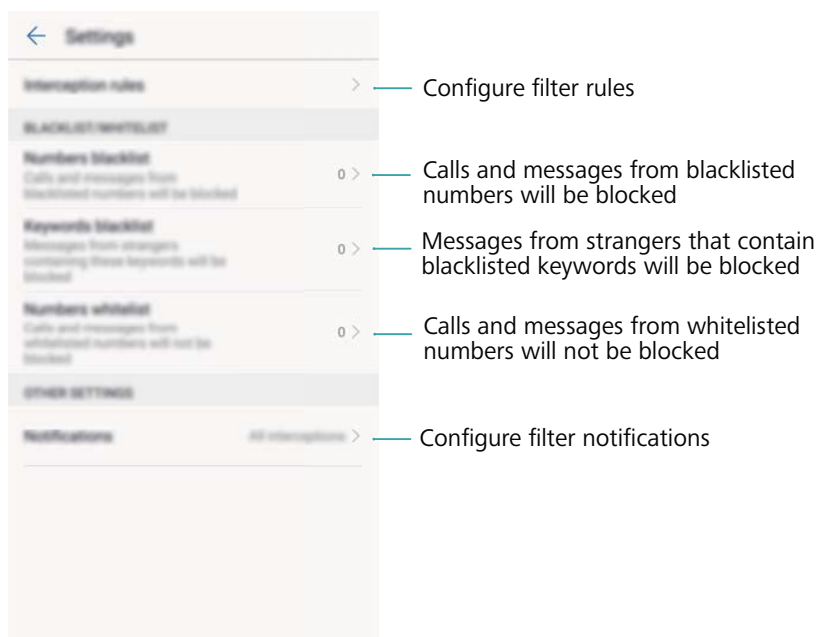 Settings
Interception rules
Configure filter rules
BLACKLIST/WHITELIST
Numbers blacklist
Calls and messages from
blacklisted numbers will be blocked
0
Calls and messages from blacklisted
numbers will be blocked
Keywords blacklist
Messages from strangers
containing these keywords will be
blocked
0
Messages from strangers that contain
blacklisted keywords will be blocked
Numbers whitelist
Calls and messages from
whitelisted numbers will not be
blocked
0
Calls and messages from whitelisted
numbers will not be blocked
OTHER SETTINGS
Notifications
All interceptions
Configure filter notifications